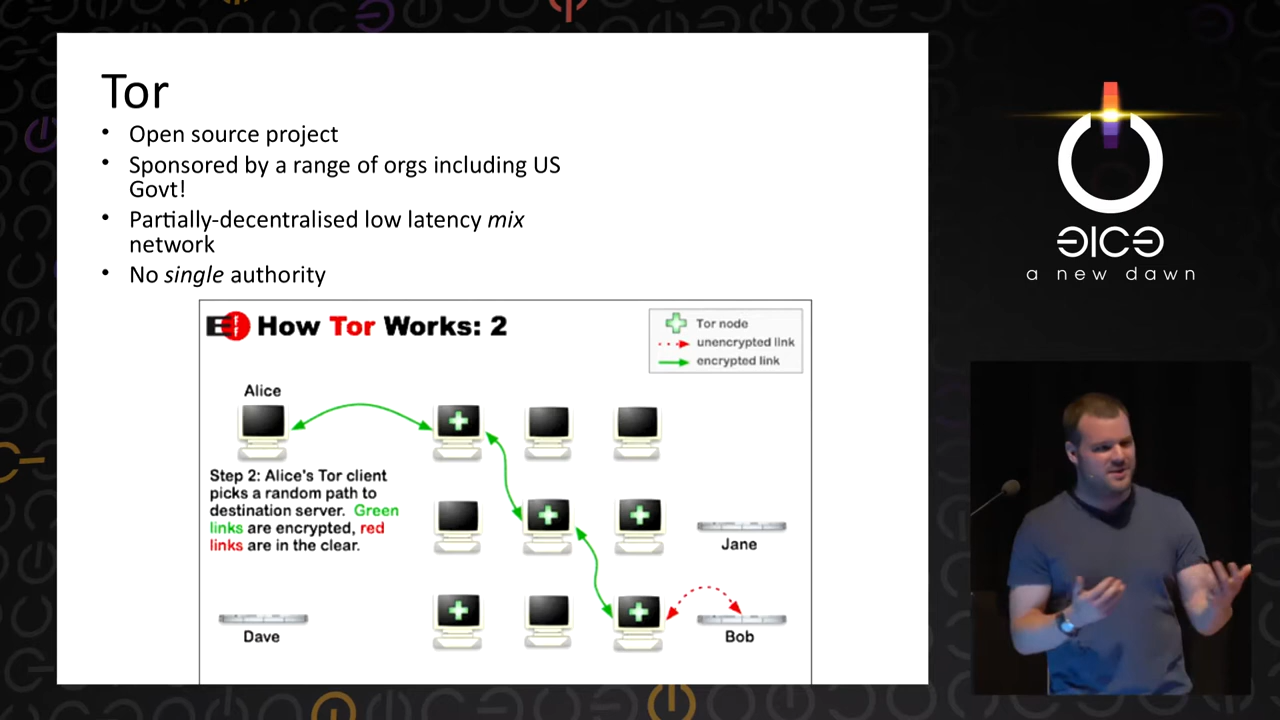 Tor
• Open source project
• Sponsored by a range of orgs including US
Govt!
• Partially-decentralised low latency mix
network
• No single authority
EFF How Tor Works: 2
Tor node
unencrypted link
encrypted link
Alice
Step 2: Alice's Tor client
picks a random path to
destination server. Green
links are encrypted, red
links are in the clear.
Jane
Dave
Bob
a new dawn